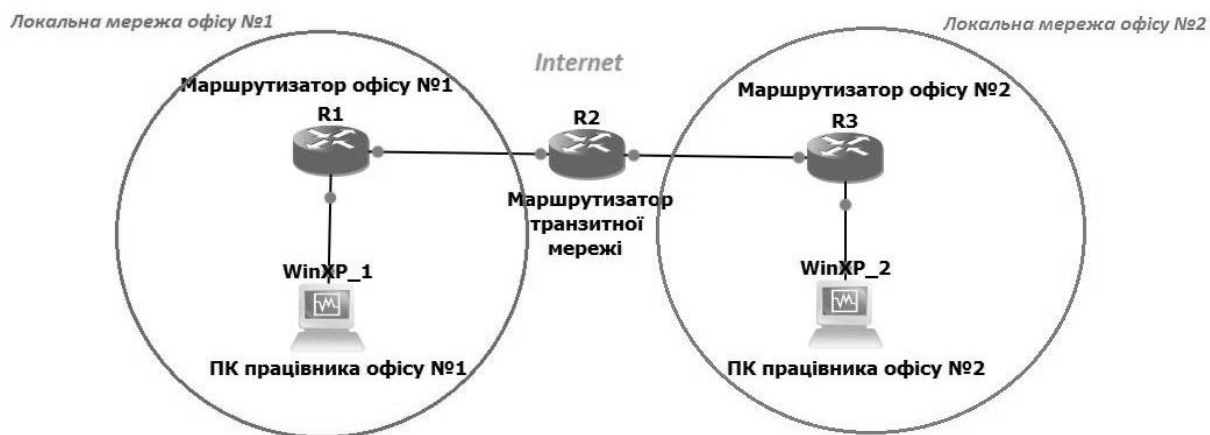 Локальна мережа офісу №1
Локальна мережа офісу №2
Internet
Маршрутизатор офісу №1
R1
R2
Маршрутизатор
транзитної
мережі
Маршрутизатор офісу №2
R3
WinXP_1
ПК працівника офісу №1
WinXP_2
ПК працівника офісу №2